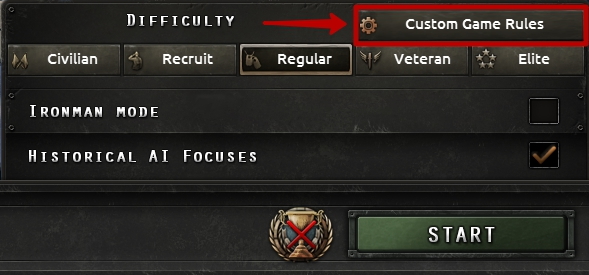 Difficulty
Custom Game Rules
Civilian Recruit Regular Veteran Elite
Ironman mode
Historical AI Focuses
START